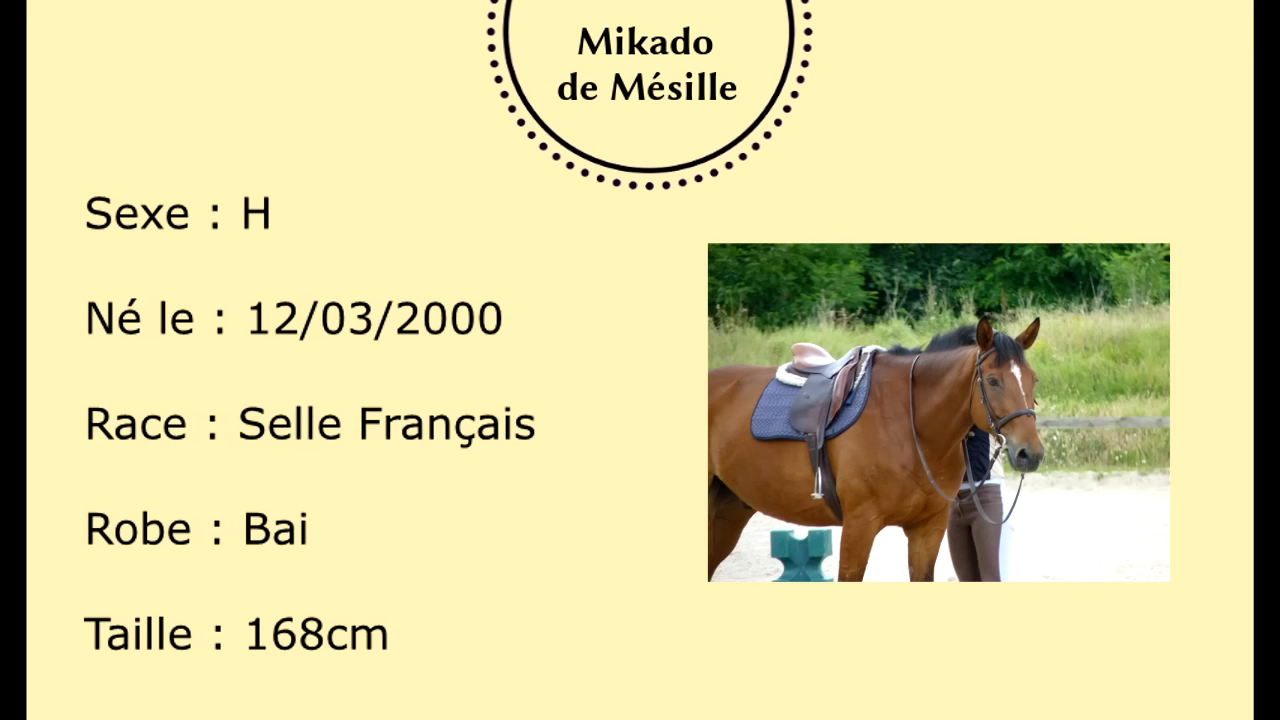 Mikado
de Mésille
Sexe : H
Né le : 12/03/2000
Race : Selle Français
Robe : Bai
Taille : 168cm